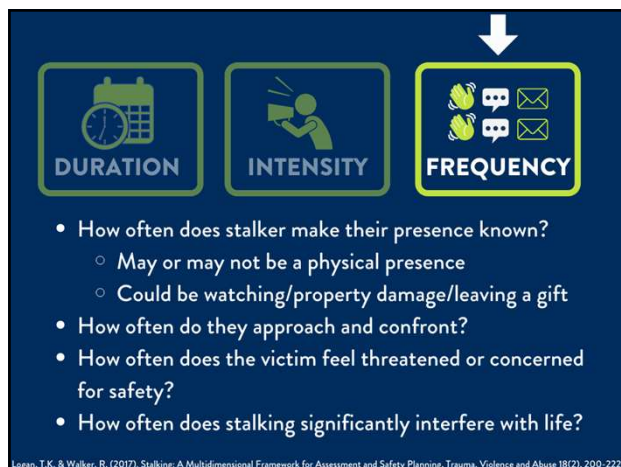 DURATION
INTENSITY
FREQUENCY
• How often does stalker make their presence known?
○ May or may not be a physical presence
○ Could be watching/property damage/leaving a gift
• How often do they approach and confront?
• How often does the victim feel threatened or concerned
for safety?
• How often does stalking significantly interfere with life?
Logan, T.K. & Walker, R. (2017). Stalking: A Multidimensional Framework for Assessment and Safety Planning, Trauma, Violence and Abuse 18(2), 200-222